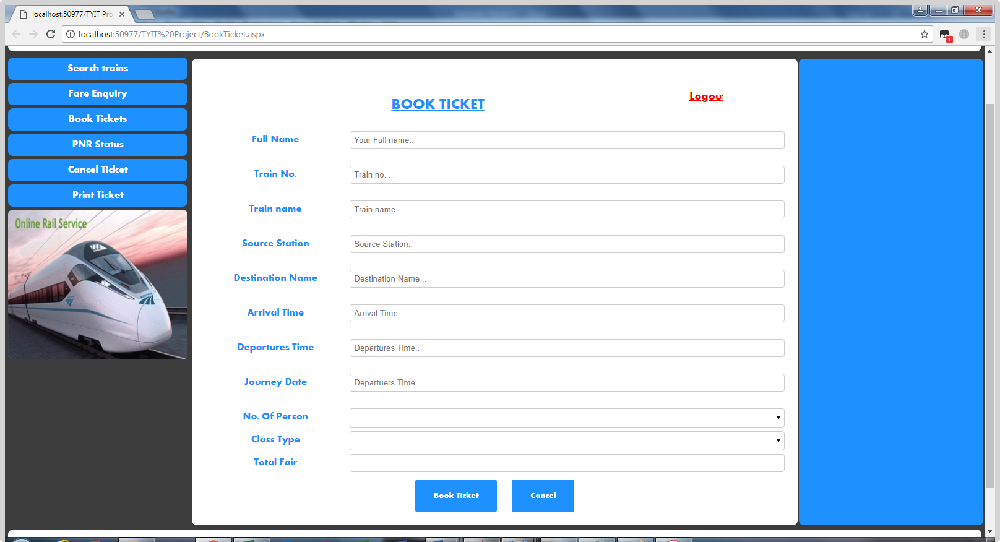 localhost:50977/TYIT Pro
localhost:50977/TYIT%20Project/BookTicket.aspx
1
Search trains
Fare Enquiry
Book Tickets
PNR Status
Cancel Ticket
Print Ticket
Online Rail Service
BOOK TICKET
Logout
Full Name
Your Full name..
Train No.
Train no. ..
Train name
Train name..
Source Station
Source Station..
Destination Name
Destination Name ..
Arrival Time
Arrival Time..
Departures Time
Departures Time..
Journey Date
Departuers Time..
No. Of Person
Class Type
Total Fair
Book Ticket
Cancel